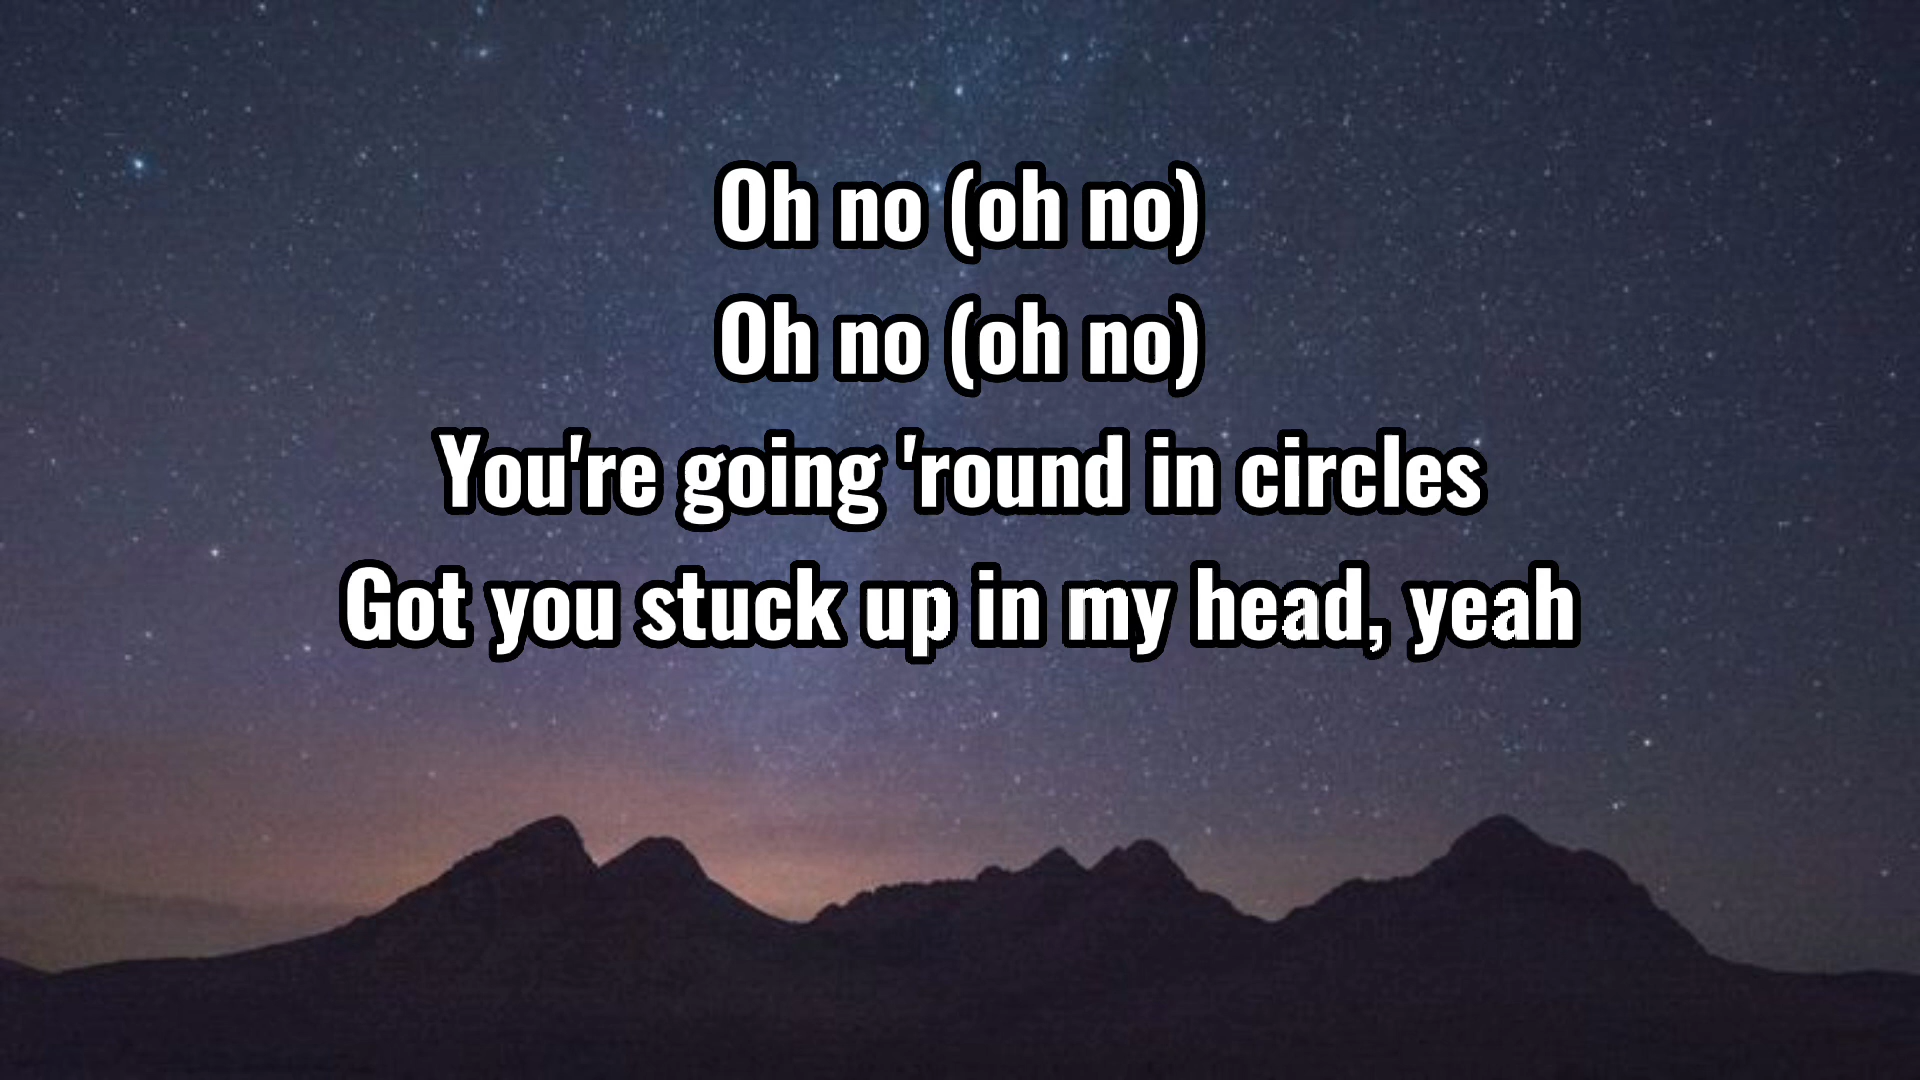 Oh no (oh no)
Oh no (oh no)
You're going 'round in circles
Got you stuck up in my head, yeah